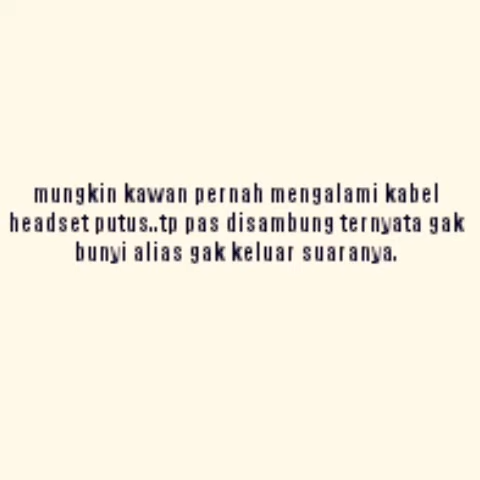 mungkin kawan pernah mengalami kabel
headset putus..tp pas disambung ternyata gak
bunyi alias gak keluar suaranya.